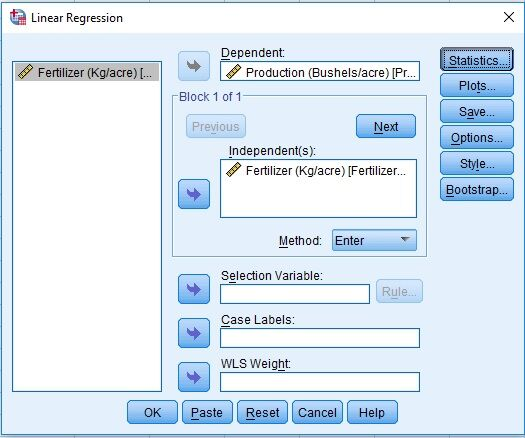 Linear Regression
Fertilizer (Kg/acre) [...
Dependent:
Production (Bushels/acre) [Pr...
Block 1 of 1
Previous
Next
Independent(s):
Fertilizer (Kg/acre) [Fertilizer...
Method:
Enter
Selection Variable:
Rule...
Case Labels:
WLS Weight:
Statistics...
Plots...
Save...
Options...
Style...
Bootstrap...
OK
Paste
Reset
Cancel
Help